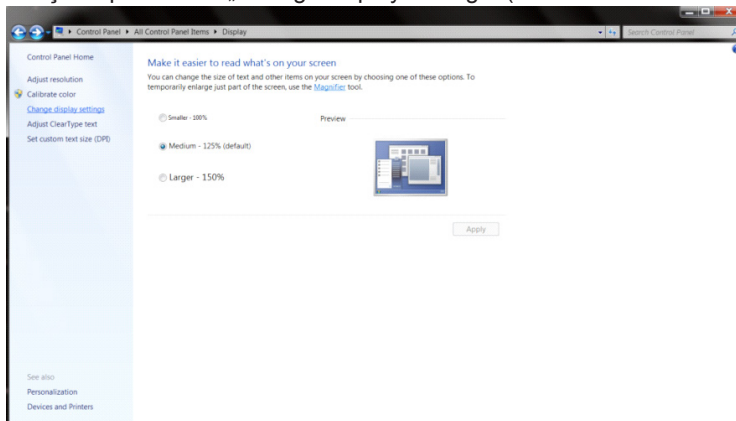 Control Panel ▸ All Control Panel Items ▸ Display
Search Control Panel
Control Panel Home
Adjust resolution
Calibrate color
Change display settings
Adjust ClearType text
Set custom text size (DPI)
Make it easier to read what's on your screen
You can change the size of text and other items on your screen by choosing one of these options. To
temporarily enlarge just part of the screen, use the Magnifier tool.
Smaller - 100%
Preview
Medium - 125% (default)
Larger - 150%
Apply
See also
Personalization
Devices and Printers